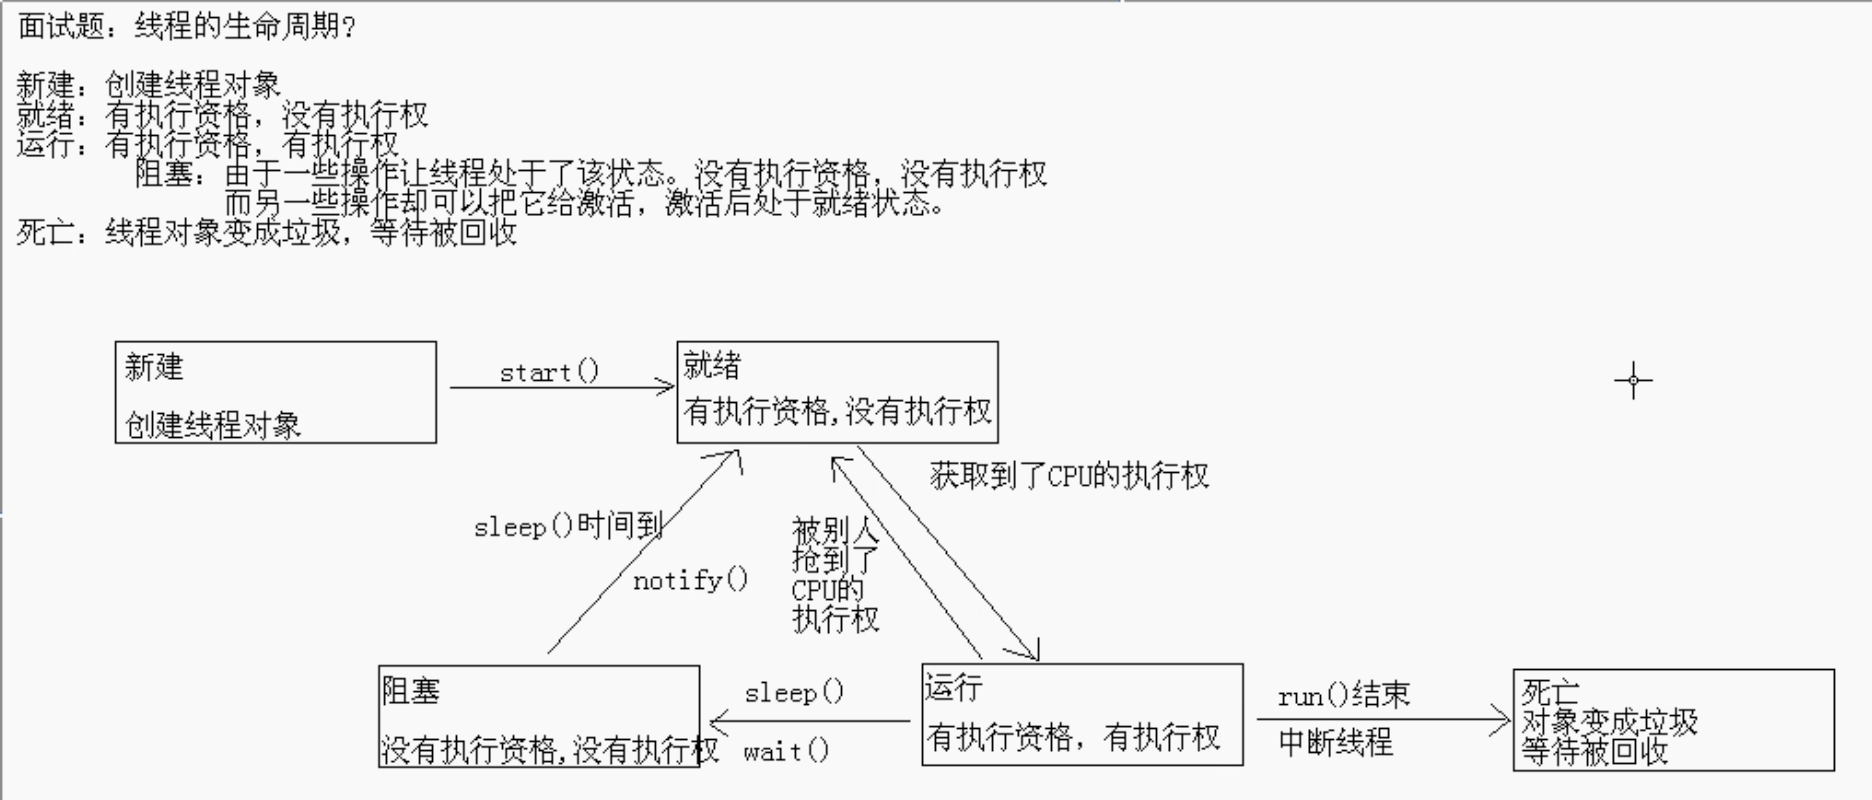 面试题：线程的生命周期?
新建：创建线程对象
就绪：有执行资格，没有执行权
运行：有执行资格，有执行权
阻塞：由于一些操作让线程处于了该状态。没有执行资格，没有执行权
而另一些操作却可以把它给激活，激活后处于就绪状态。
死亡：线程对象变成垃圾，等待被回收
新建
创建线程对象
start()
就绪
有执行资格,没有执行权
获取到了CPU的执行权
sleep()时间到
notify()
被别人
抢到了
CPU的
执行权
阻塞
没有执行资格,没有执行权
sleep()
wait()
运行
有执行资格，有执行权
run()结束
中断线程
死亡
对象变成垃圾
等待被回收